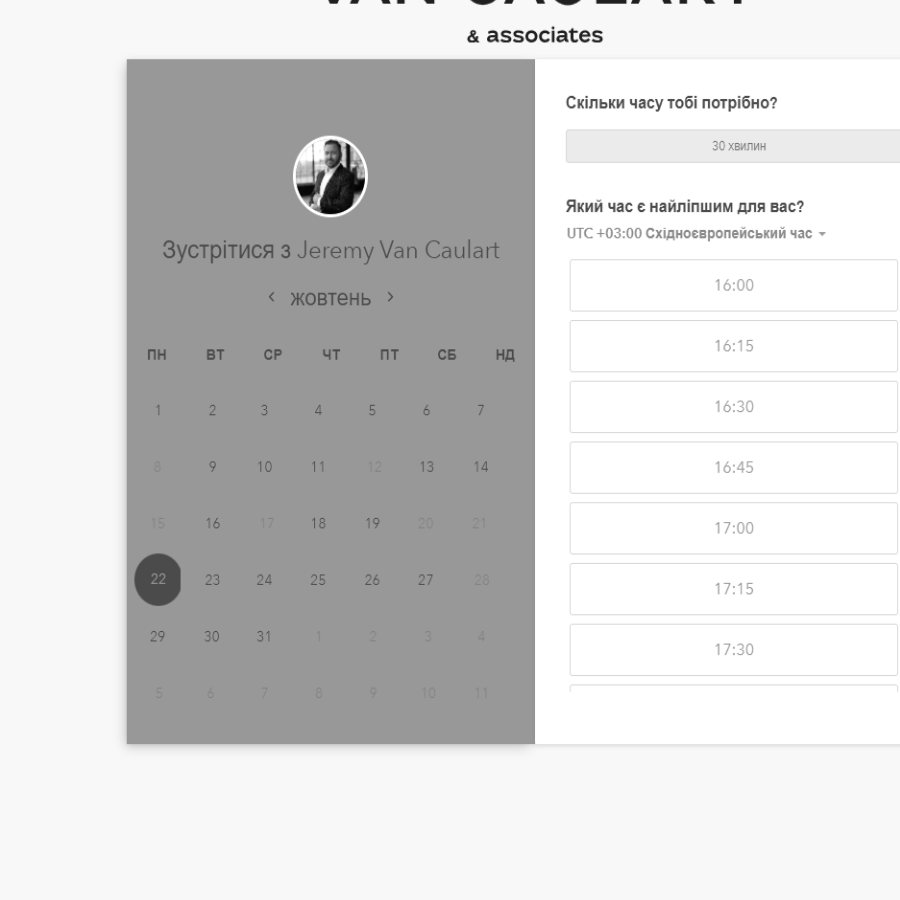 VAN CAULART
& associates
Зустрітися з Jeremy Van Caulart
жовтень
ПН ВТ СР ЧТ ПТ СБ НД
1 2 3 4 5 6 7
8 9 10 11 12 13 14
15 16 17 18 19 20 21
22 23 24 25 26 27 28
29 30 31 1 2 3 4
5 6 7 8 9 10 11
Скільки часу тобі потрібно?
30 хвилин
Який час є найліпшим для вас?
UTC +03:00 Східноєвропейський час
16:00
16:15
16:30
16:45
17:00
17:15
17:30